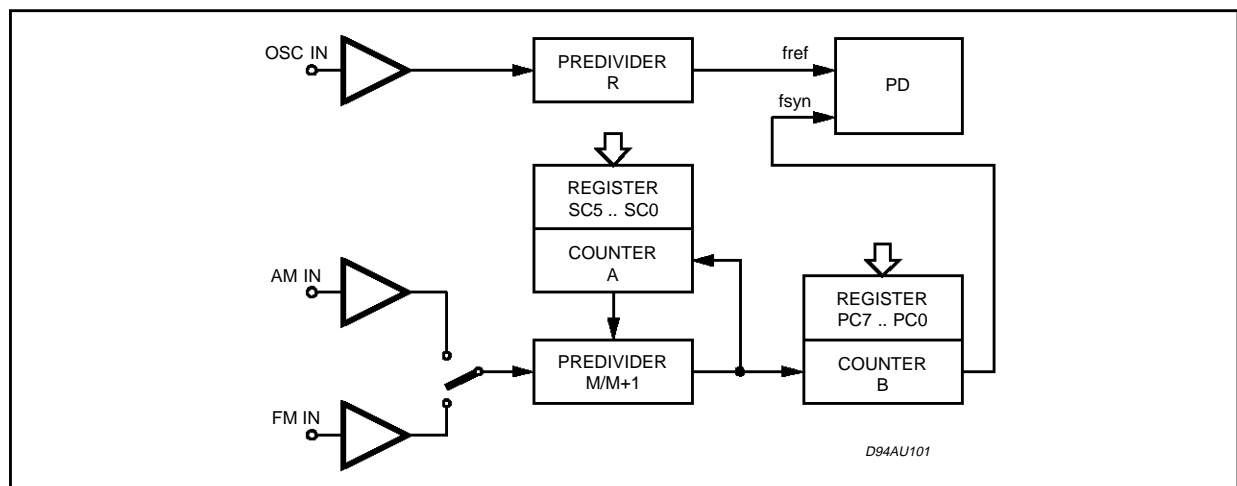 OSC IN
PREDIVIDER
R
fref
PD
fsyn
REGISTER
SC5 .. SC0
COUNTER
A
AM IN
REGISTER
PC7 .. PC0
PREDIVIDER
M/M+1
COUNTER
B
FM IN
D94AU101